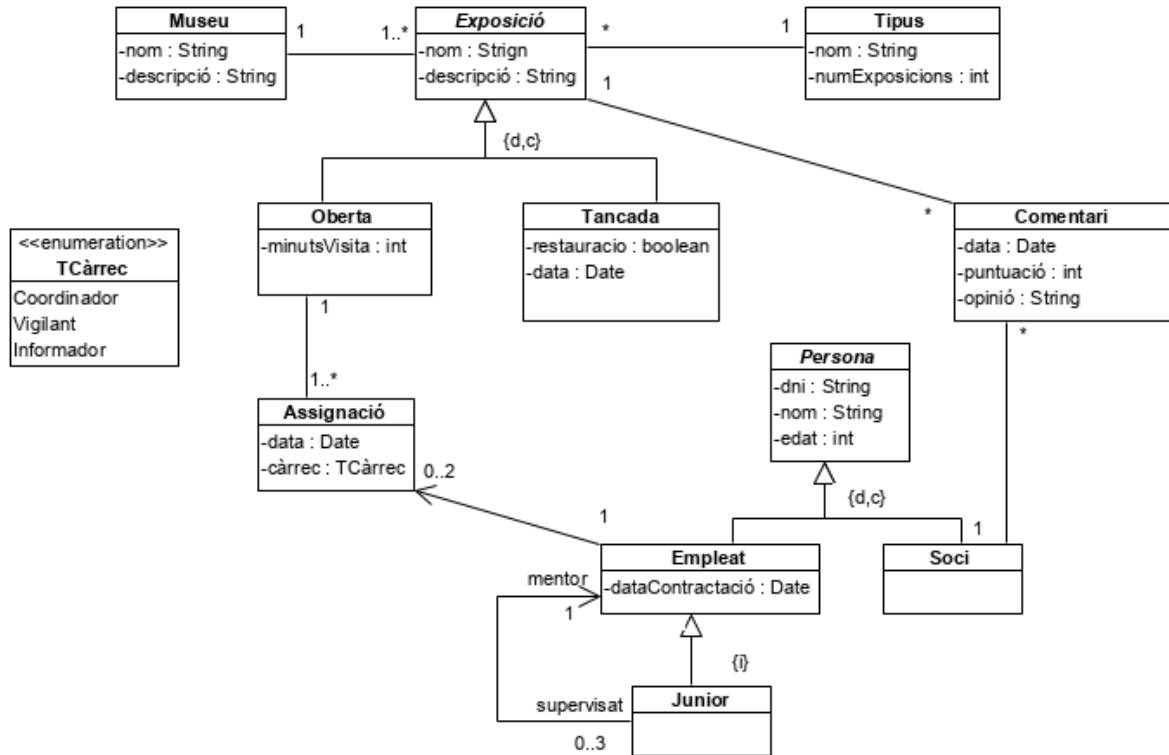 Museu
-nom : String
-descripció : String
1
1..*
Exposició
-nom : Strign
-descripció : String
*
1
Tipus
-nom : String
-numExposicions : int
1
{d,c}
Oberta
-minutsVisita : int
Tancada
-restauracio : boolean
-data : Date
*
Comentari
-data : Date
-puntuació : int
-opinió : String
<<enumeration>>
TCàrrec
Coordinador
Vigilant
Informador
1
*
1..*
Persona
-dni : String
-nom : String
-edat : int
Assignació
-data : Date
-càrrec : TCàrrec
0..2
{d,c}
1
1
Empleat
-dataContractació : Date
Soci
mentor
1
{i}
supervisat
0..3
Junior